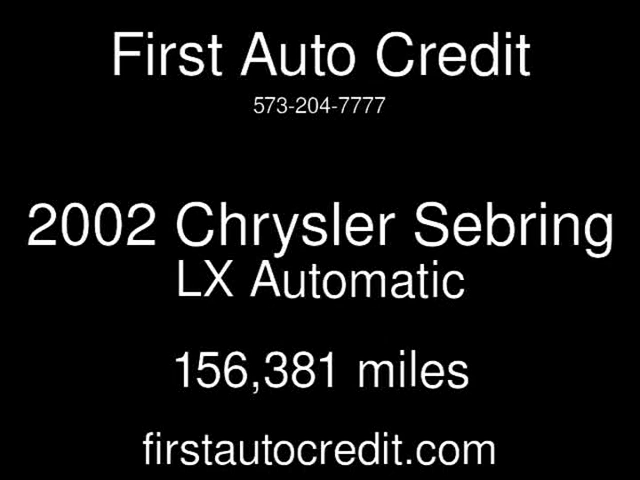 First Auto Credit
573-204-7777
2002 Chrysler Sebring
LX Automatic
156,381 miles
firstautocredit.com